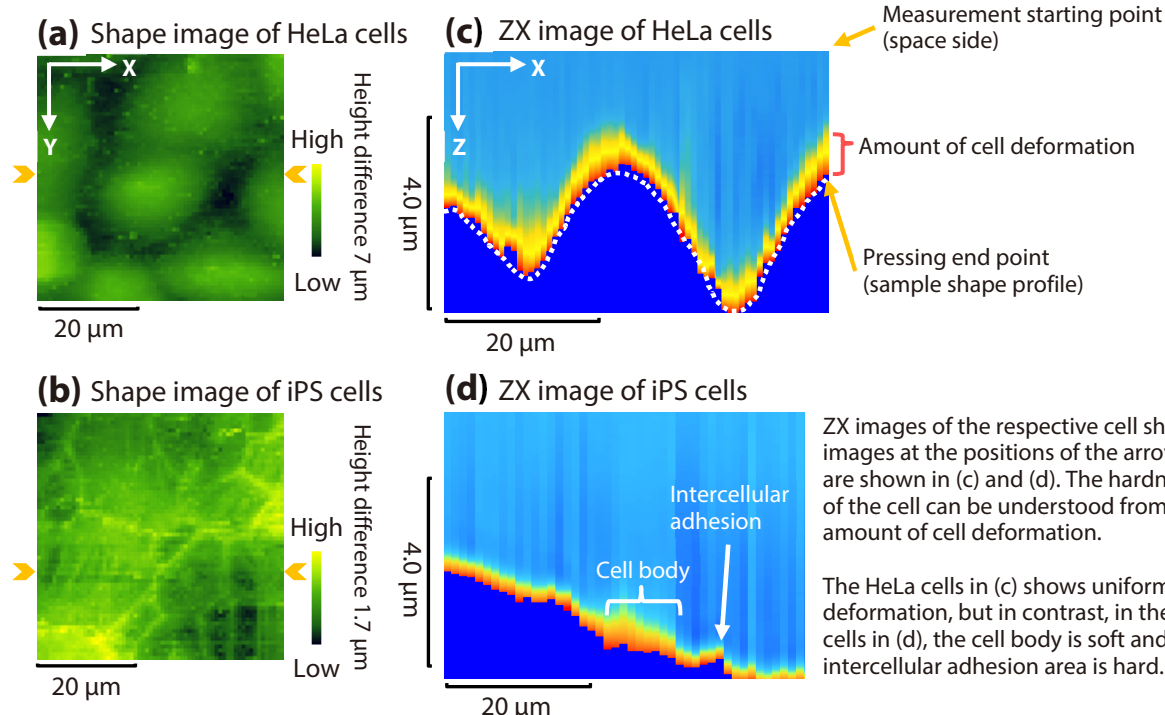 (a) Shape image of HeLa cells
X
Y
High
Low
Height difference 7 μm
20 μm
(c) ZX image of HeLa cells
X
Z
4.0 μm
20 μm
Measurement starting point
(space side)
Amount of cell deformation
Pressing end point
(sample shape profile)
(b) Shape image of iPS cells
High
Low
Height difference 1.7 μm
20 μm
(d) ZX image of iPS cells
4.0 μm
Intercellular
adhesion
Cell body
20 μm
ZX images of the respective cell
images at the positions of the
are shown in (c) and (d). The
of the cell can be understood from
amount of cell deformation.
The HeLa cells in (c) shows uniform
deformation, but in contrast, in the
cells in (d), the cell body is soft and
intercellular adhesion area is hard.